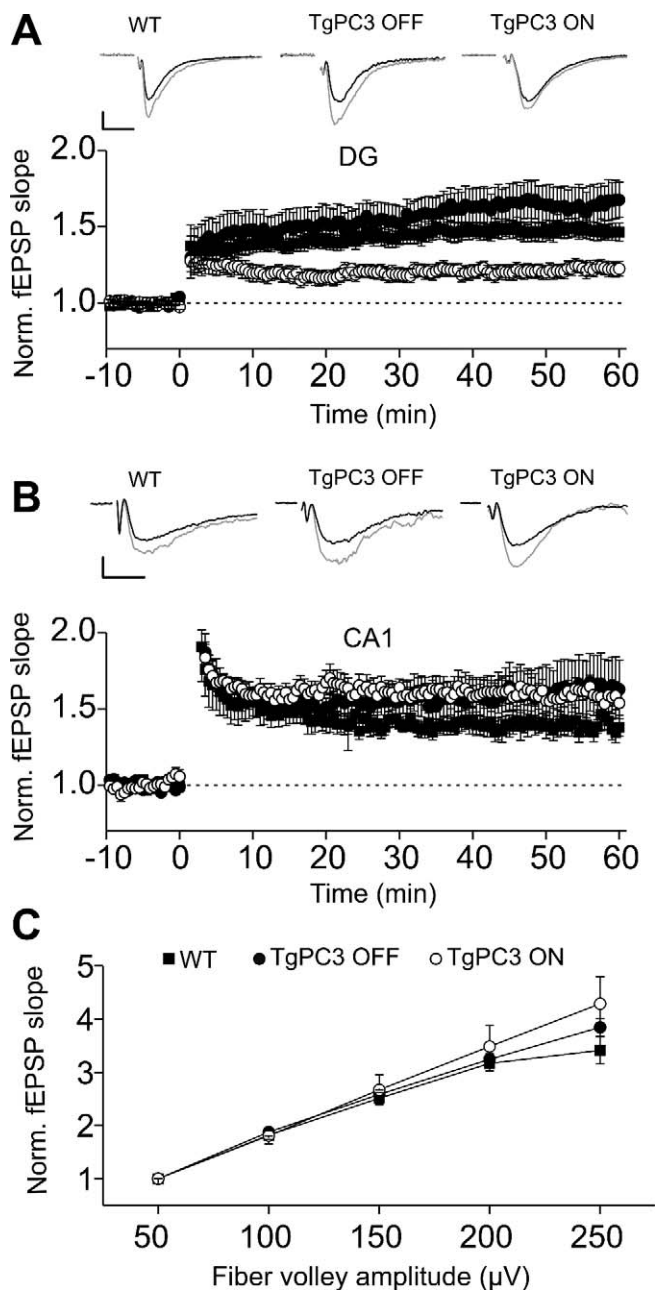 A
WT TgPC3 OFF TgPC3 ON
DG
Norm. fEPSP slope
2.0
1.5
1.0
-10 0 10 20 30 40 50 60
Time (min)
B
WT TgPC3 OFF TgPC3 ON
CA1
Norm. fEPSP slope
2.0
1.5
1.0
-10 0 10 20 30 40 50 60
Time (min)
C
WT TgPC3 OFF TgPC3 ON
Norm. fEPSP slope
5
4
3
2
1
50 100 150 200 250
Fiber volley amplitude (µV)